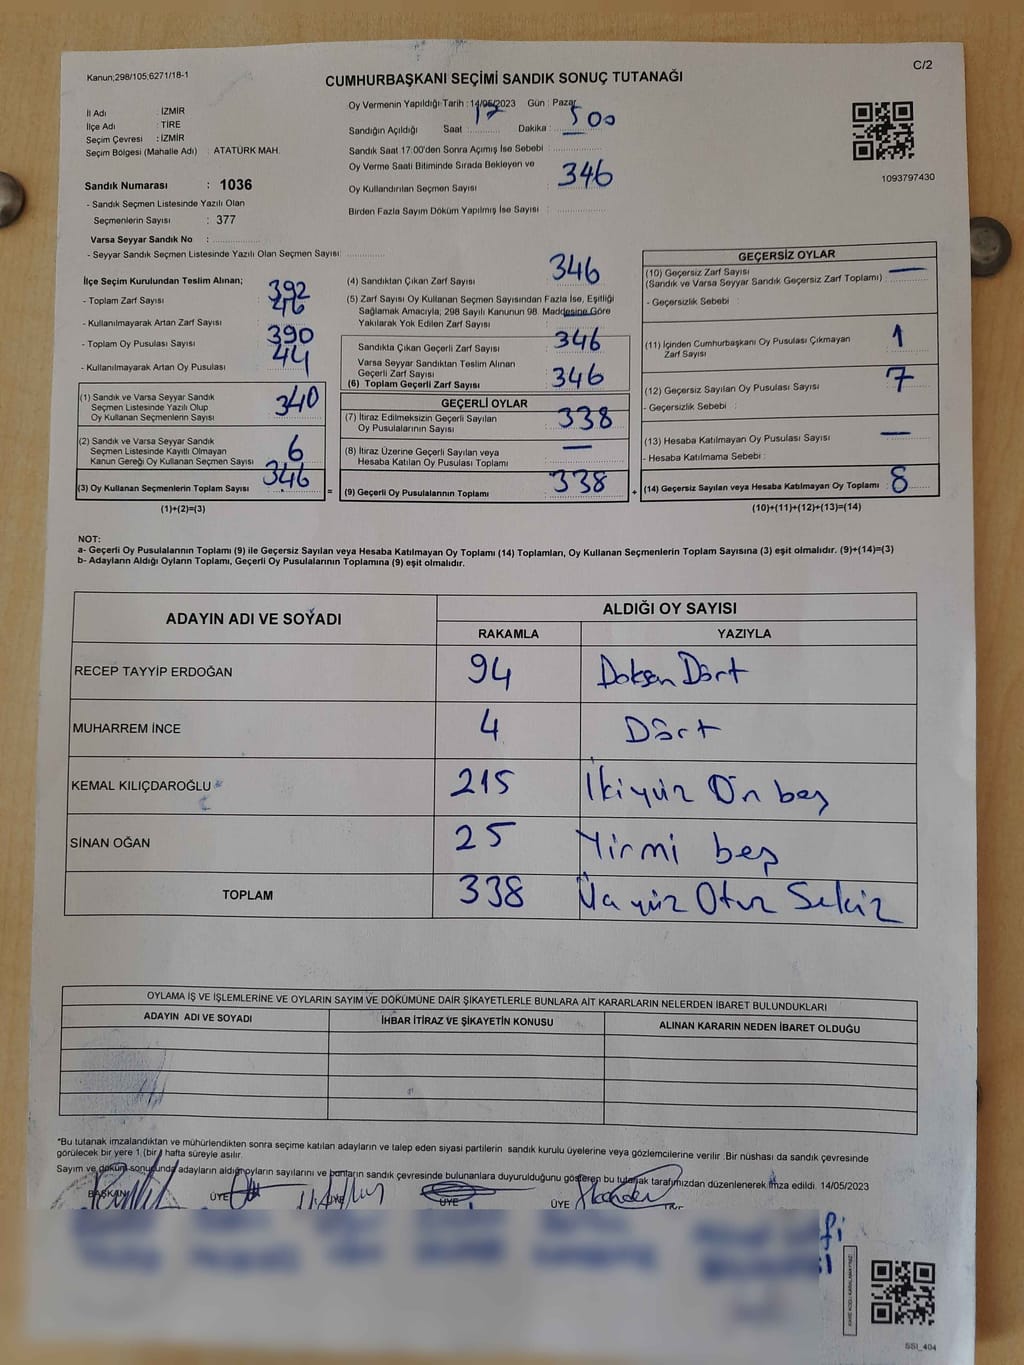 Kanun;298/105;6271/18-1
C/2
CUMHURBAŞKANI SEÇİMİ SANDIK SONUÇ TUTANAĞI
İl Adı : İZMİR
İlçe Adı : TİRE
Seçim Çevresi : İZMİR
Seçim Bölgesi (Mahalle Adı) : ATATÜRK MAH.
Sandık Numarası : 1036
- Sandık Seçmen Listesinde Yazılı Olan
Seçmenlerin Sayısı : 377
Varsa Seyyar Sandık No :
- Seyyar Sandık Seçmen Listesinde Yazılı Olan Seçmen Sayısı:
Oy Vermenin Yapıldığı Tarih : 14/05/2023 Gün : Pazar
Sandığın Açıldığı Saat : 17 Dakika : 00
Sandık Saat 17:00'den Sonra Açılmış İse Sebebi :
Oy Verme Saati Bitiminde Sırada Bekleyen ve
Oy Kullandırılan Seçmen Sayısı : 346
Birden Fazla Sayım Döküm Yapılmış İse Sayısı :
1093797430
İlçe Seçim Kurulundan Teslim Alınan;
- Toplam Zarf Sayısı : 392
- Kullanılmayarak Artan Zarf Sayısı : 46
- Toplam Oy Pusulası Sayısı : 390
- Kullanılmayarak Artan Oy Pusulası : 44
(1) Sandık ve Varsa Seyyar Sandık
Seçmen Listesinde Yazılı Olup
Oy Kullanan Seçmenlerin Sayısı : 340
(2) Sandık ve Varsa Seyyar Sandık
Seçmen Listesinde Kayıtlı Olmayan
Kanun Gereği Oy Kullanan Seçmen Sayısı : 6
(3) Oy Kullanan Seçmenlerin Toplam Sayısı : 346
(1)+(2)=(3)
(4) Sandıktan Çıkan Zarf Sayısı : 346
(5) Zarf Sayısı Oy Kullanan Seçmen Sayısından Fazla İse, Eşitliği
Sağlamak Amacıyla; 298 Sayılı Kanunun 98. Maddesine Göre
Yakılarak Yok Edilen Zarf Sayısı : —
Sandıkta Çıkan Geçerli Zarf Sayısı : 346
Varsa Seyyar Sandıktan Teslim Alınan
Geçerli Zarf Sayısı
(6) Toplam Geçerli Zarf Sayısı : 346
GEÇERLİ OYLAR
(7) İtiraz Edilmeksizin Geçerli Sayılan
Oy Pusulalarının Sayısı : 338
(8) İtiraz Üzerine Geçerli Sayılan veya
Hesaba Katılan Oy Pusulası Toplamı : —
= (9) Geçerli Oy Pusulalarının Toplamı : 338
GEÇERSİZ OYLAR
(10) Geçersiz Zarf Sayısı
(Sandık ve Varsa Seyyar Sandık Geçersiz Zarf Toplamı) : —
- Geçersizlik Sebebi :
(11) İçinden Cumhurbaşkanı Oy Pusulası Çıkmayan
Zarf Sayısı : 1
(12) Geçersiz Sayılan Oy Pusulası Sayısı : 7
- Geçersizlik Sebebi :
(13) Hesaba Katılmayan Oy Pusulası Sayısı : —
- Hesaba Katılmama Sebebi :
+ (14) Geçersiz Sayılan veya Hesaba Katılmayan Oy Toplamı : 8
(10)+(11)+(12)+(13)=(14)
NOT:
a- Geçerli Oy Pusulalarının Toplamı (9) ile Geçersiz Sayılan veya Hesaba Katılmayan Oy Toplamı (14) Toplamları, Oy Kullanan Seçmenlerin Toplam Sayısına (3) eşit olmalıdır. (9)+(14)=(3)
b- Adayların Aldığı Oyların Toplamı, Geçerli Oy Pusulalarının Toplamına (9) eşit olmalıdır.
ADAYIN ADI VE SOYADI ALDIĞI OY SAYISI
RAKAMLA YAZIYLA
RECEP TAYYİP ERDOĞAN 94 Doksan Dört
MUHARREM İNCE 4 Dört
KEMAL KILIÇDAROĞLU 215 İkiyüz On beş
SİNAN OĞAN 25 Yirmi beş
TOPLAM 338 Üçyüz Otuz Sekiz
OYLAMA İŞ VE İŞLEMLERİNE VE OYLARIN SAYIM VE DÖKÜMÜNE DAİR ŞİKAYETLERLE BUNLARA AİT KARARLARIN NELERDEN İBARET BULUNDUKLARI
ADAYIN ADI VE SOYADI İHBAR İTİRAZ VE ŞİKAYETİN KONUSU ALINAN KARARIN NEDEN İBARET OLDUĞU
*Bu tutanak imzalandıktan ve mühürlendikten sonra seçime katılan adayların ve talep eden siyasi partilerin sandık kurulu üyelerine veya gözlemcilerine verilir .Bir nüshası da sandık çevresinde
görülecek bir yere 1 (bir) hafta süreyle asılır.
Sayım ve döküm sonucunda adayların aldığı oyların sayılarını ve bunların sandık çevresinde bulunanlara duyurulduğunu gösteren bu tutanak tarafımızdan düzenlenerek imza edildi. 14/05/2023
BAŞKAN ÜYE ÜYE ÜYE ÜYE
SSI_404